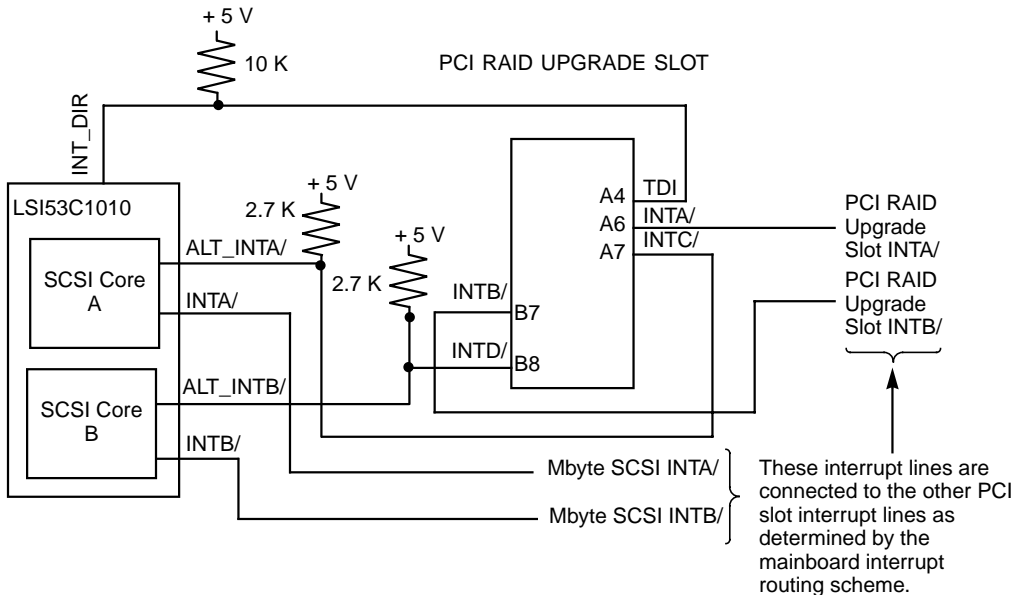 + 5 V
10 K
PCI RAID UPGRADE SLOT
INT_DIR
LSI53C1010
SCSI Core
A
ALT_INTA/
INTA/
SCSI Core
B
ALT_INTB/
INTB/
+ 5 V
2.7 K
+ 5 V
2.7 K
INTB/
B7
INTD/
B8
A4
TDI
A6
INTA/
A7
INTC/
PCI RAID
Upgrade
Slot INTA/
PCI RAID
Upgrade
Slot INTB/
Mbyte SCSI INTA/
Mbyte SCSI INTB/
These interrupt lines are
connected to the other PCI
slot interrupt lines as
determined by the
mainboard interrupt
routing scheme.